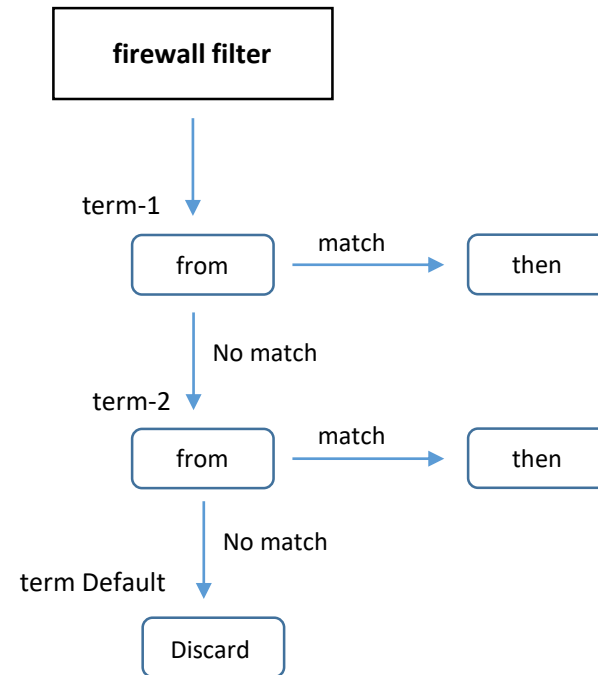 firewall filter
term-1
from
match
then
No match
term-2
from
match
then
No match
term Default
Discard